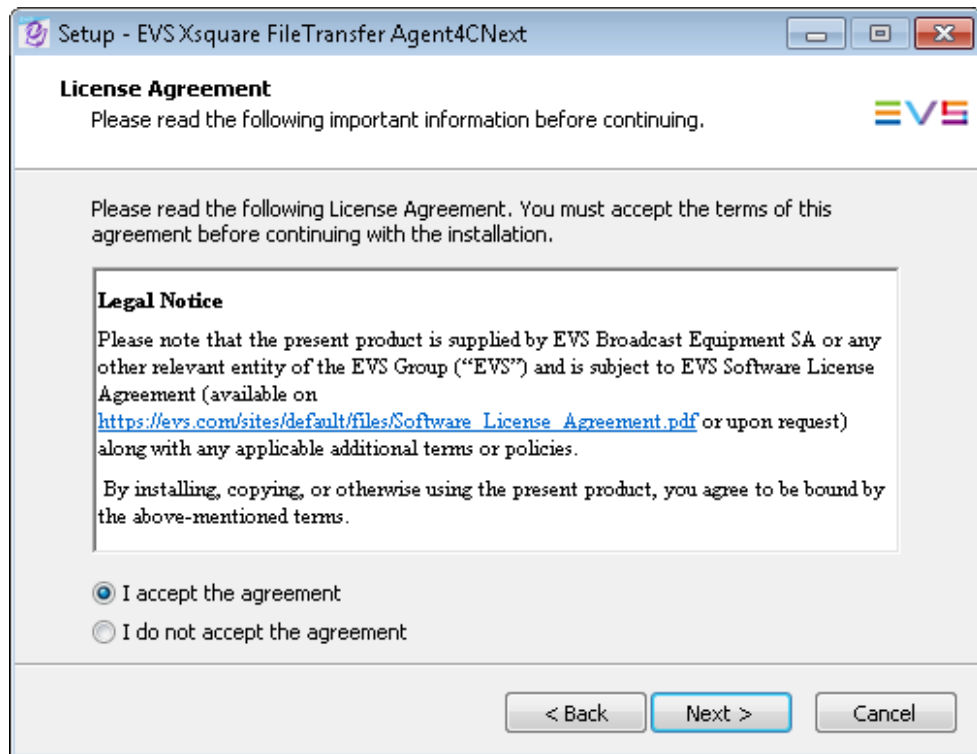 Setup - EVS Xsquare FileTransfer Agent4CNext
License Agreement
Please read the following important information before continuing.
EVS
Please read the following License Agreement. You must accept the terms of this
agreement before continuing with the installation.
Legal Notice
Please note that the present product is supplied by EVS Broadcast Equipment SA or any
other relevant entity of the EVS Group (“EVS”) and is subject to EVS Software License
Agreement (available on
https://evs.com/sites/default/files/Software_License_Agreement.pdf or upon request)
along with any applicable additional terms or policies.
By installing, copying, or otherwise using the present product, you agree to be bound by
the above-mentioned terms.
I accept the agreement
I do not accept the agreement
< Back Next > Cancel